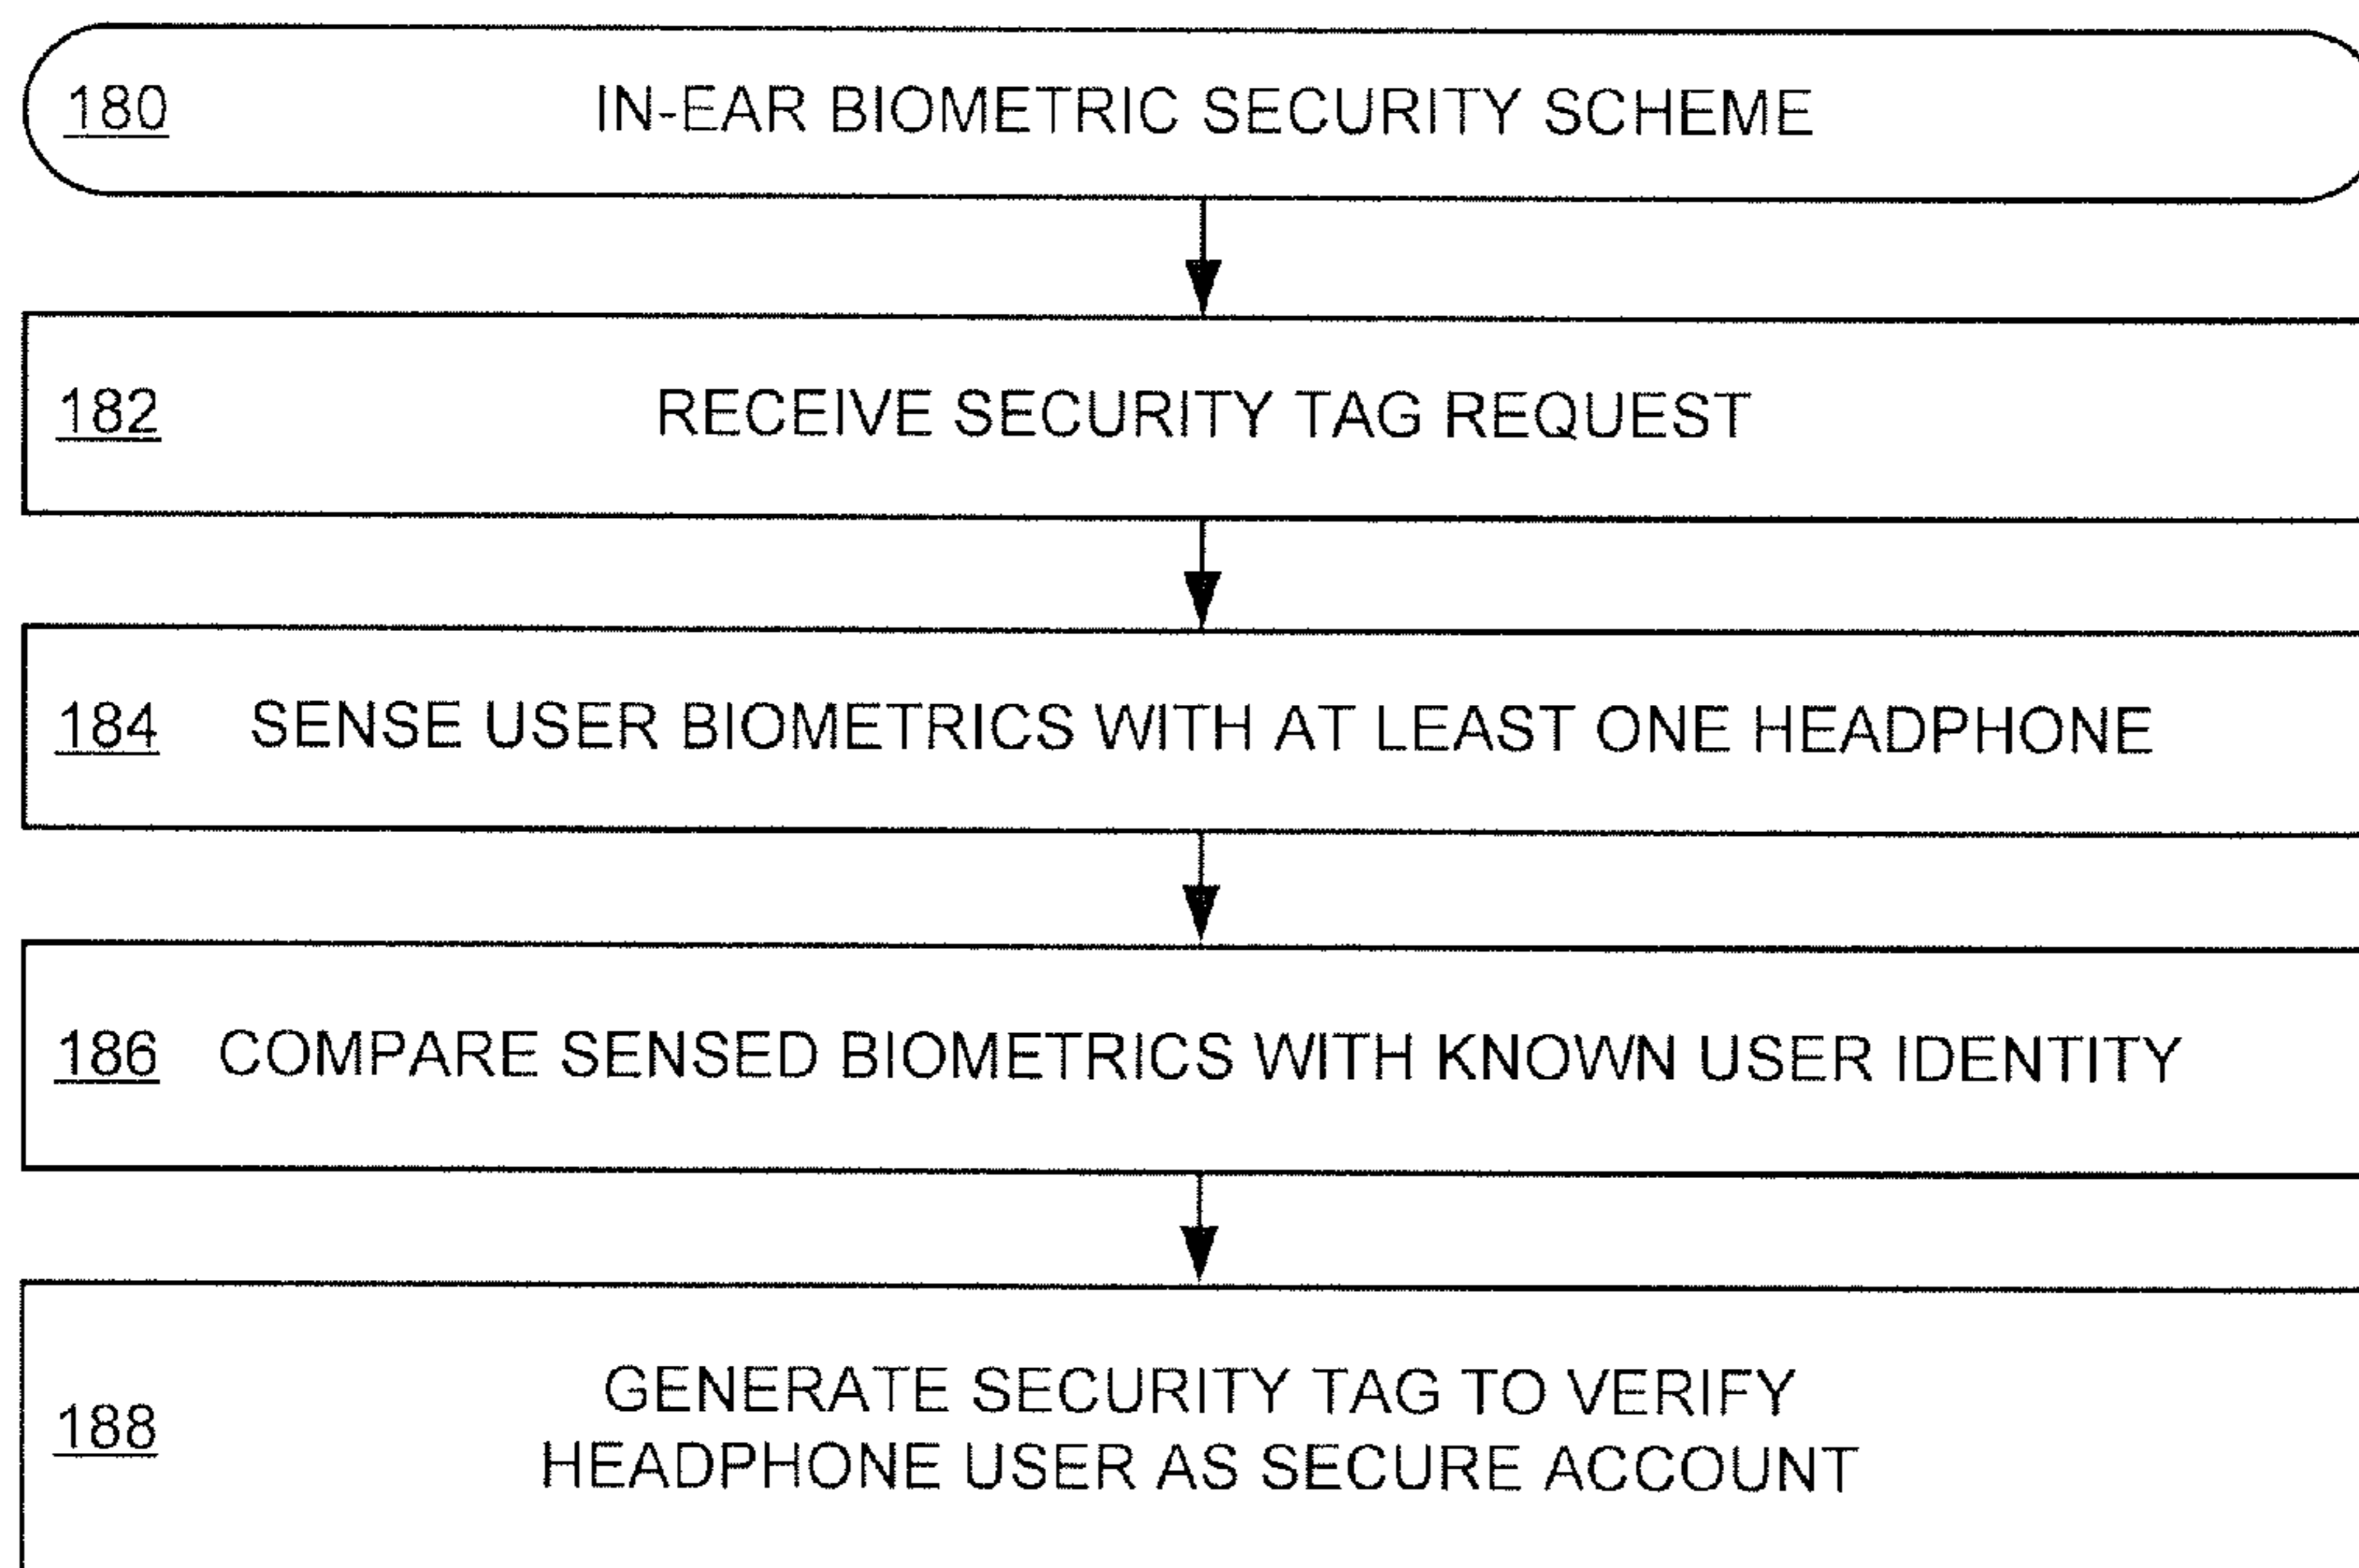 180 IN-EAR BIOMETRIC SECURITY SCHEME
182 RECEIVE SECURITY TAG REQUEST
184 SENSE USER BIOMETRICS WITH AT LEAST ONE HEADPHONE
186 COMPARE SENSED BIOMETRICS WITH KNOWN USER IDENTITY
188 GENERATE SECURITY TAG TO VERIFY
HEADPHONE USER AS SECURE ACCOUNT